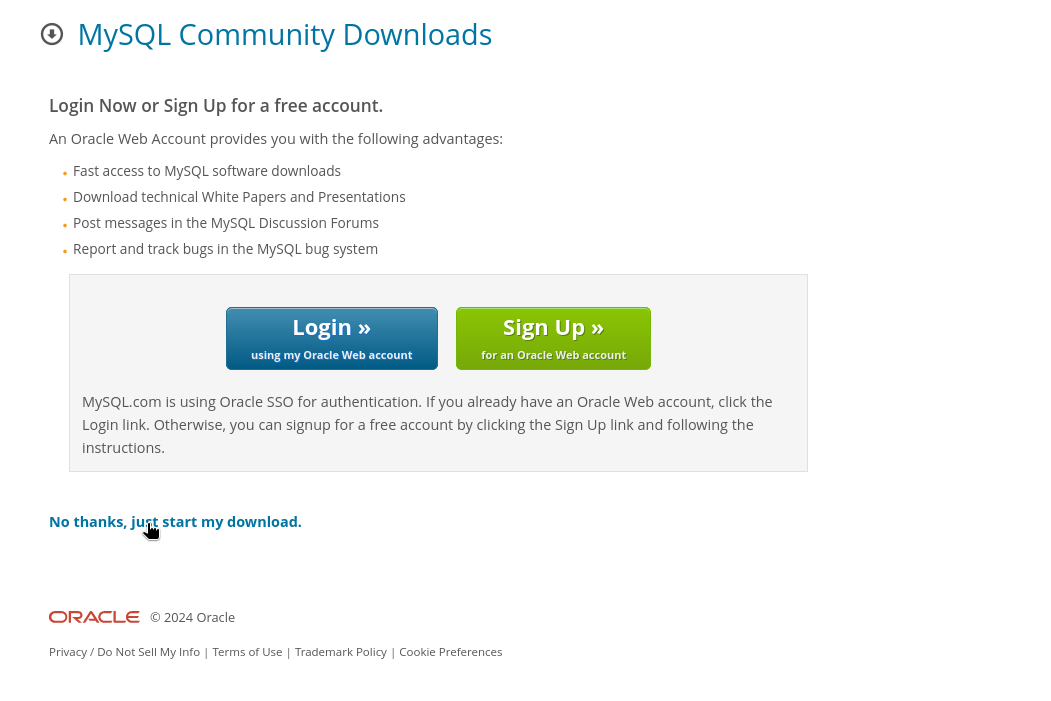 MySQL Community Downloads
Login Now or Sign Up for a free account.
An Oracle Web Account provides you with the following advantages:
Fast access to MySQL software downloads
Download technical White Papers and Presentations
Post messages in the MySQL Discussion Forums
Report and track bugs in the MySQL bug system
Login » Sign Up »
using my Oracle Web account for an Oracle Web account
MySQL.com is using Oracle SSO for authentication. If you already have an Oracle Web account, click the
Login link. Otherwise, you can signup for a free account by clicking the Sign Up link and following the
instructions.
No thanks, just start my download.
ORACLE © 2024 Oracle
Privacy / Do Not Sell My Info | Terms of Use | Trademark Policy | Cookie Preferences